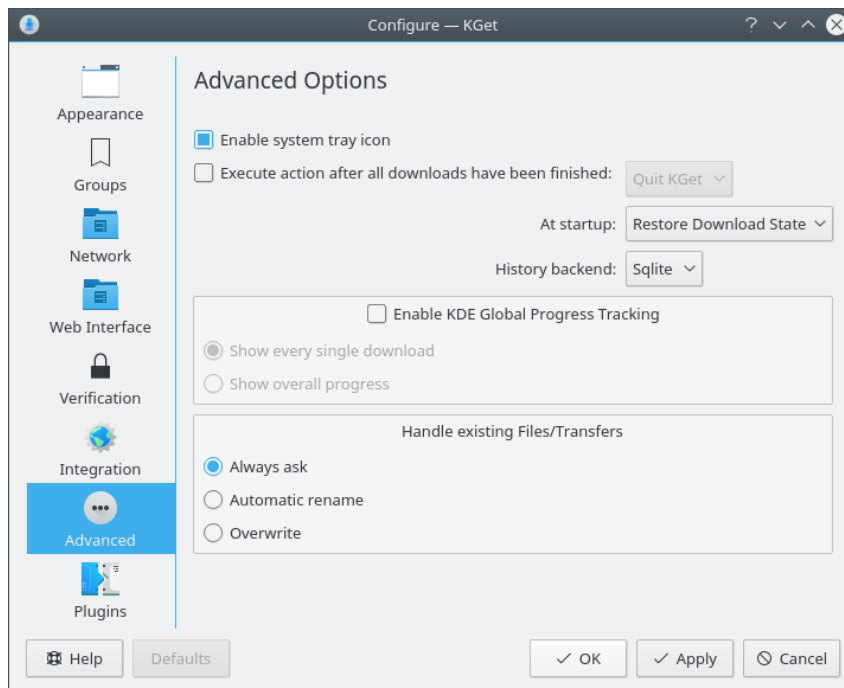 Configure — KGet
Appearance
Groups
Network
Web Interface
Verification
Integration
Advanced
Plugins
Advanced Options
Enable system tray icon
Execute action after all downloads have been finished: Quit KGet
At startup: Restore Download State
History backend: Sqlite
Enable KDE Global Progress Tracking
Show every single download
Show overall progress
Handle existing Files/Transfers
Always ask
Automatic rename
Overwrite
Help Defaults OK Apply Cancel